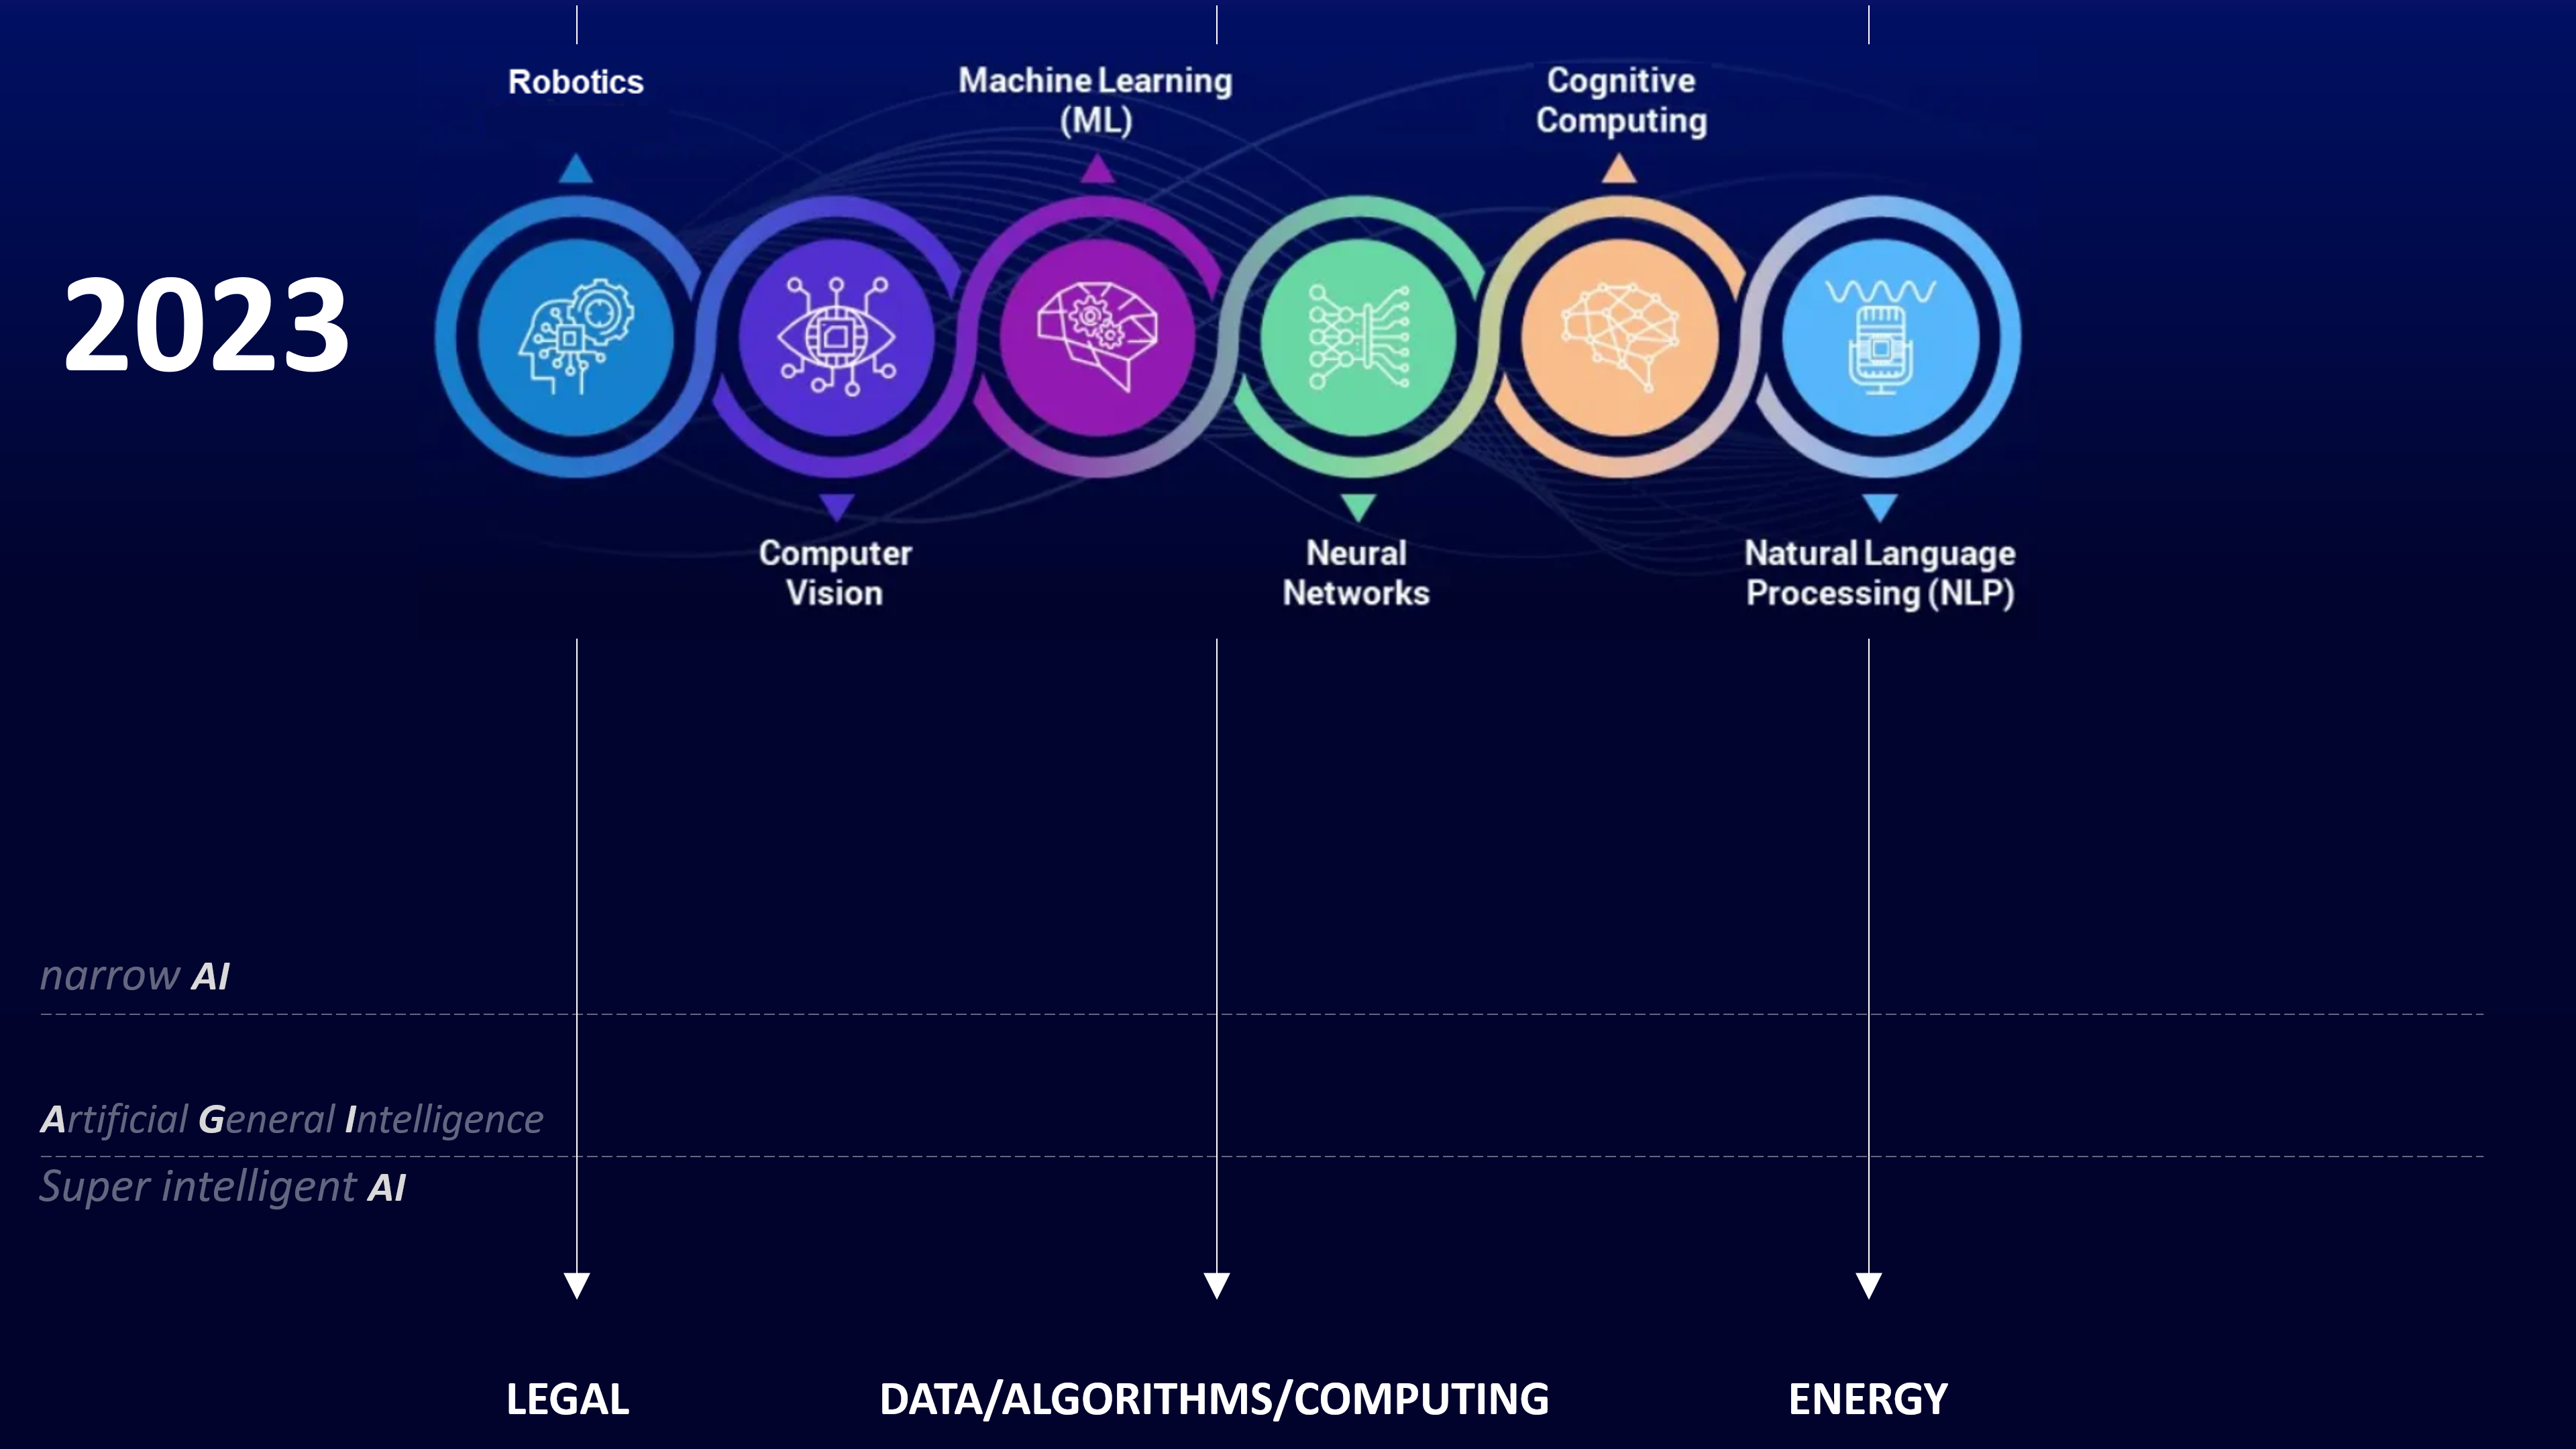 Robotics
Machine Learning
(ML)
Cognitive
Computing
2023
Computer
Vision
Neural
Networks
Natural Language
Processing (NLP)
narrow AI
Artificial General Intelligence
Super intelligent AI
LEGAL
DATA/ALGORITHMS/COMPUTING
ENERGY